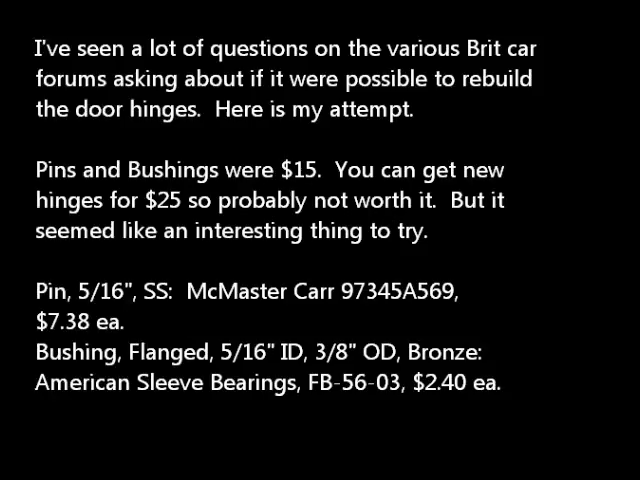 I've seen a lot of questions on the various Brit car
forums asking about if it were possible to rebuild
the door hinges.  Here is my attempt.
Pins and Bushings were $15.  You can get new
hinges for $25 so probably not worth it.  But it
seemed like an interesting thing to try.
Pin, 5/16", SS:  McMaster Carr 97345A569,
$7.38 ea.
Bushing, Flanged, 5/16" ID, 3/8" OD, Bronze:
American Sleeve Bearings, FB-56-03, $2.40 ea.